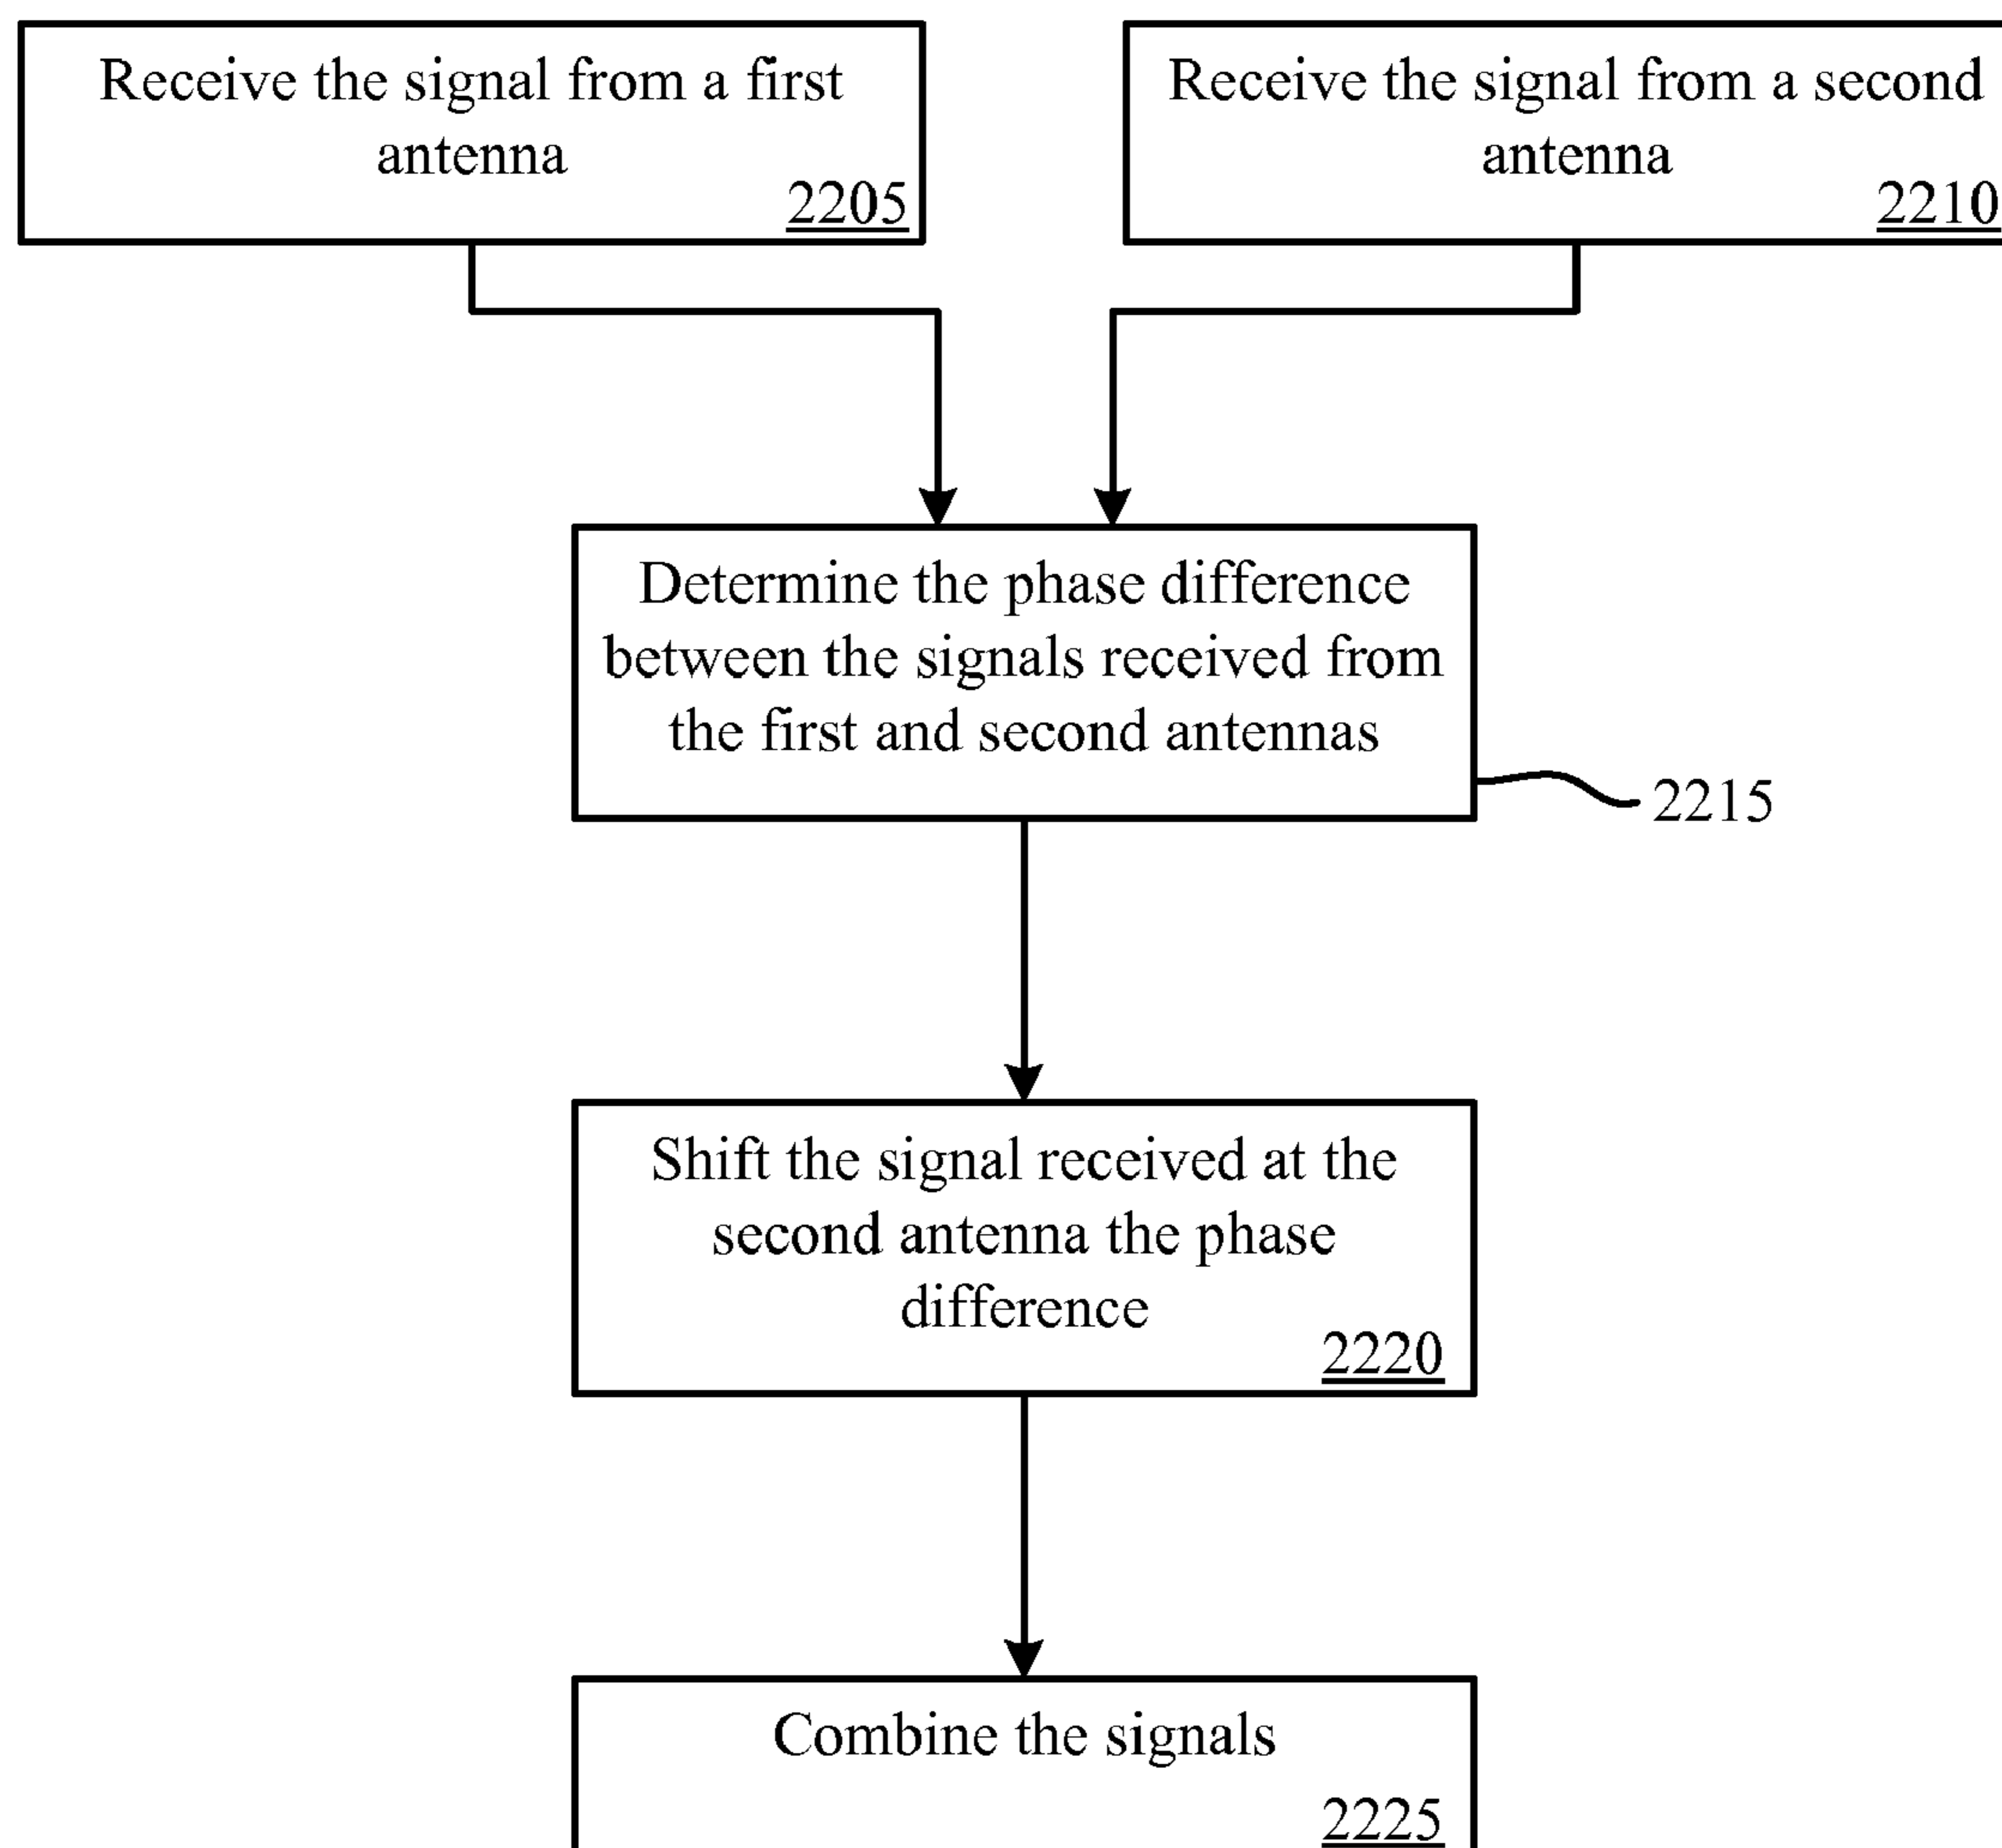 Receive the signal from a first
antenna
2205
Receive the signal from a second
antenna
2210
Determine the phase difference
between the signals received from
the first and second antennas
2215
Shift the signal received at the
second antenna the phase
difference
2220
Combine the signals
2225